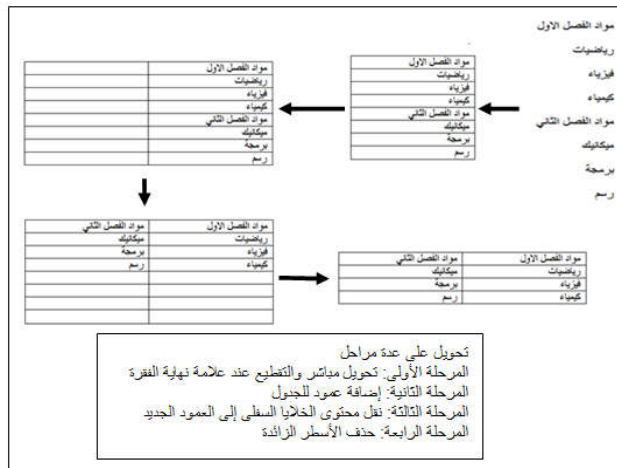 مواد الفصل الاول
رياضيات
فيزياء
كيمياء
مواد الفصل الثاني
ميكانيك
برمجة
رسم
مواد الفصل الاول
رياضيات
فيزياء
كيمياء
مواد الفصل الثاني
ميكانيك
برمجة
رسم
مواد الفصل الاول
رياضيات
فيزياء
كيمياء
مواد الفصل الثاني
ميكانيك
برمجة
رسم
مواد الفصل الاول مواد الفصل الثاني
رياضيات ميكانيك
فيزياء برمجة
كيمياء رسم
مواد الفصل الأول مواد الفصل الثاني
رياضيات ميكانيك
فيزياء برمجة
كيمياء رسم
تحويل على عدة مراحل
المرحلة الأولى: تحويل مباشر والتقطيع عند علامة نهاية الفقرة
المرحلة الثانية: إضافة عمود للجدول
المرحلة الثالثة: نقل محتوى الخلايا السفلى إلى العمود الجديد
المرحلة الرابعة: حذف الأسطر الزائدة